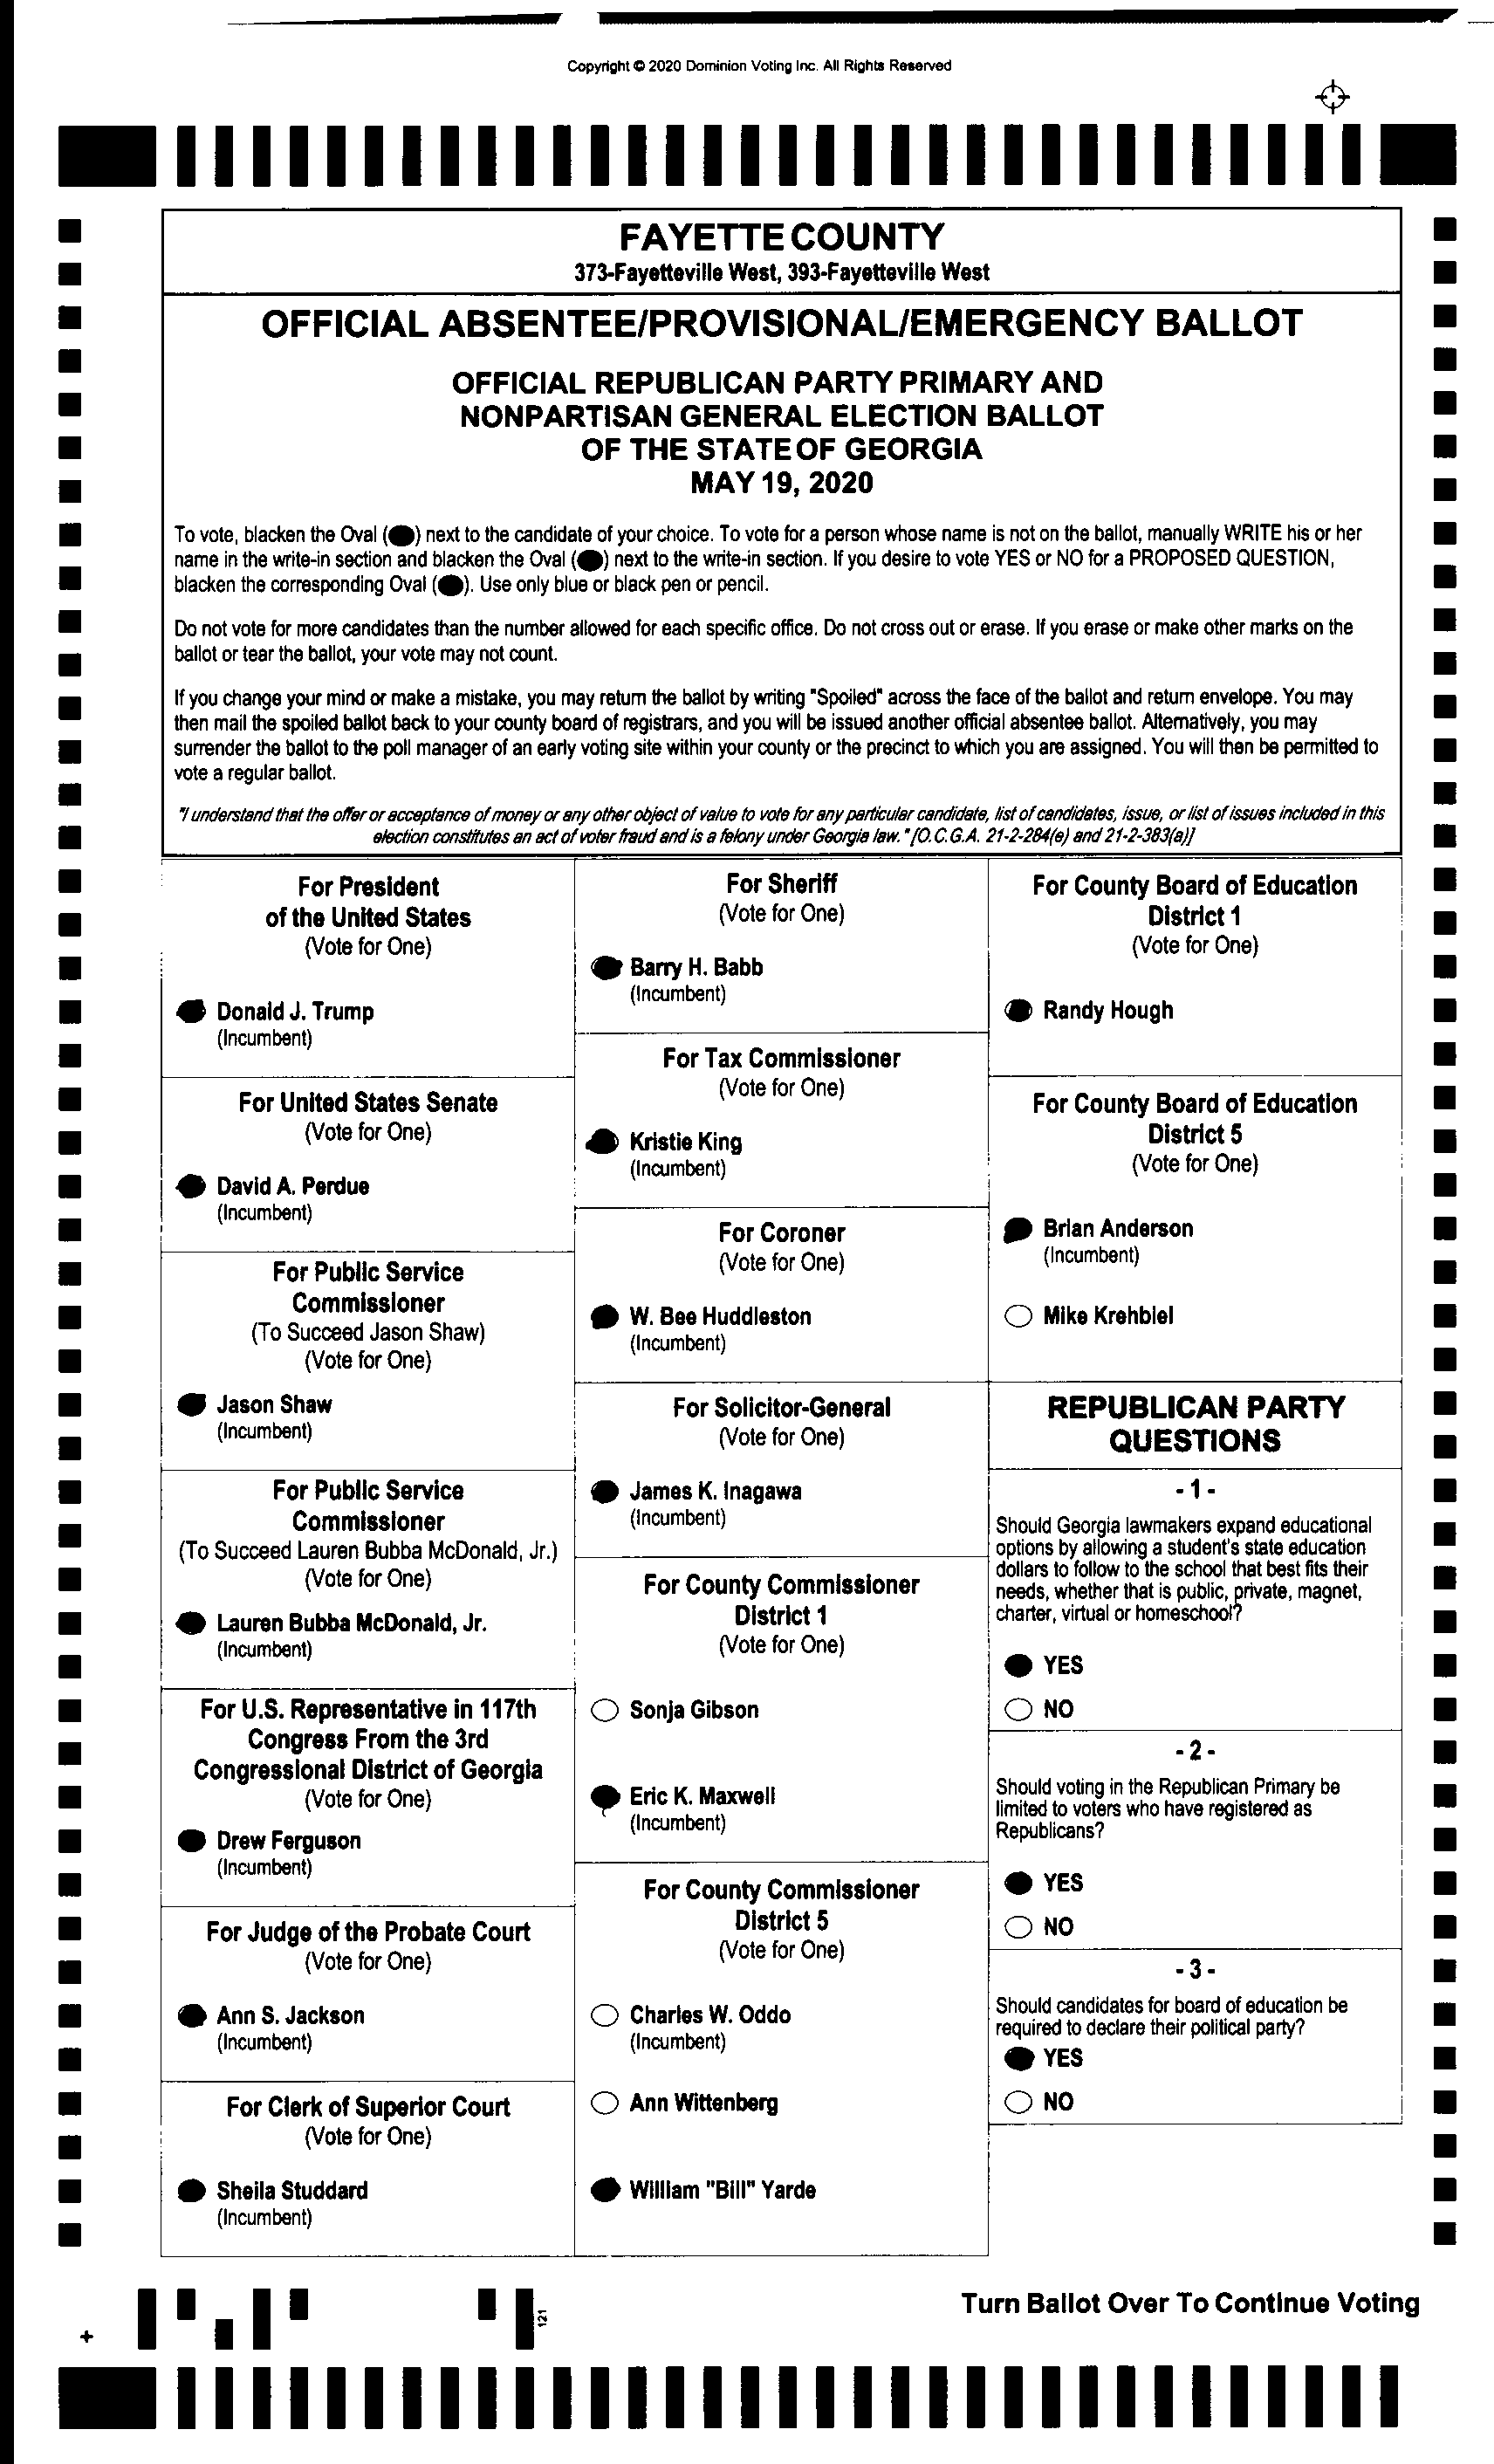 Copyright © 2020 Dominion Voting Inc. All Rights Reserved
FAYETTE COUNTY
373-Fayetteville West, 393-Fayetteville West
OFFICIAL ABSENTEE/PROVISIONAL/EMERGENCY BALLOT
OFFICIAL REPUBLICAN PARTY PRIMARY AND
NONPARTISAN GENERAL ELECTION BALLOT
OF THE STATE OF GEORGIA
MAY 19, 2020
To vote, blacken the Oval (●) next to the candidate of your choice. To vote for a person whose name is not on the ballot, manually WRITE his or her
name in the write-in section and blacken the Oval (●) next to the write-in section. If you desire to vote YES or NO for a PROPOSED QUESTION,
blacken the corresponding Oval (●). Use only blue or black pen or pencil.
Do not vote for more candidates than the number allowed for each specific office. Do not cross out or erase. If you erase or make other marks on the
ballot or tear the ballot, your vote may not count.
If you change your mind or make a mistake, you may return the ballot by writing "Spoiled" across the face of the ballot and return envelope. You may
then mail the spoiled ballot back to your county board of registrars, and you will be issued another official absentee ballot. Alternatively, you may
surrender the ballot to the poll manager of an early voting site within your county or the precinct to which you are assigned. You will then be permitted to
vote a regular ballot.
"I understand that the offer or acceptance of money or any other object of value to vote for any particular candidate, list of candidates, issue, or list of issues included in this
election constitutes an act of voter fraud and is a felony under Georgia law." [O.C.G.A. 21-2-284(e) and 21-2-383(a)]
For President
of the United States
(Vote for One)
Donald J. Trump
(Incumbent)
For United States Senate
(Vote for One)
David A. Perdue
(Incumbent)
For Public Service
Commissioner
(To Succeed Jason Shaw)
(Vote for One)
Jason Shaw
(Incumbent)
For Public Service
Commissioner
(To Succeed Lauren Bubba McDonald, Jr.)
(Vote for One)
Lauren Bubba McDonald, Jr.
(Incumbent)
For U.S. Representative in 117th
Congress From the 3rd
Congressional District of Georgia
(Vote for One)
Drew Ferguson
(Incumbent)
For Judge of the Probate Court
(Vote for One)
Ann S. Jackson
(Incumbent)
For Clerk of Superior Court
(Vote for One)
Sheila Studdard
(Incumbent)
For Sheriff
(Vote for One)
Barry H. Babb
(Incumbent)
For Tax Commissioner
(Vote for One)
Kristie King
(Incumbent)
For Coroner
(Vote for One)
W. Bee Huddleston
(Incumbent)
For Solicitor-General
(Vote for One)
James K. Inagawa
(Incumbent)
For County Commissioner
District 1
(Vote for One)
Sonja Gibson
Eric K. Maxwell
(Incumbent)
For County Commissioner
District 5
(Vote for One)
Charles W. Oddo
(Incumbent)
Ann Wittenberg
William "Bill" Yarde
For County Board of Education
District 1
(Vote for One)
Randy Hough
For County Board of Education
District 5
(Vote for One)
Brian Anderson
(Incumbent)
Mike Krehbiel
REPUBLICAN PARTY
QUESTIONS
- 1 -
Should Georgia lawmakers expand educational
options by allowing a student's state education
dollars to follow to the school that best fits their
needs, whether that is public, private, magnet,
charter, virtual or homeschool?
YES
NO
- 2 -
Should voting in the Republican Primary be
limited to voters who have registered as
Republicans?
YES
NO
- 3 -
Should candidates for board of education be
required to declare their political party?
YES
NO
121
Turn Ballot Over To Continue Voting